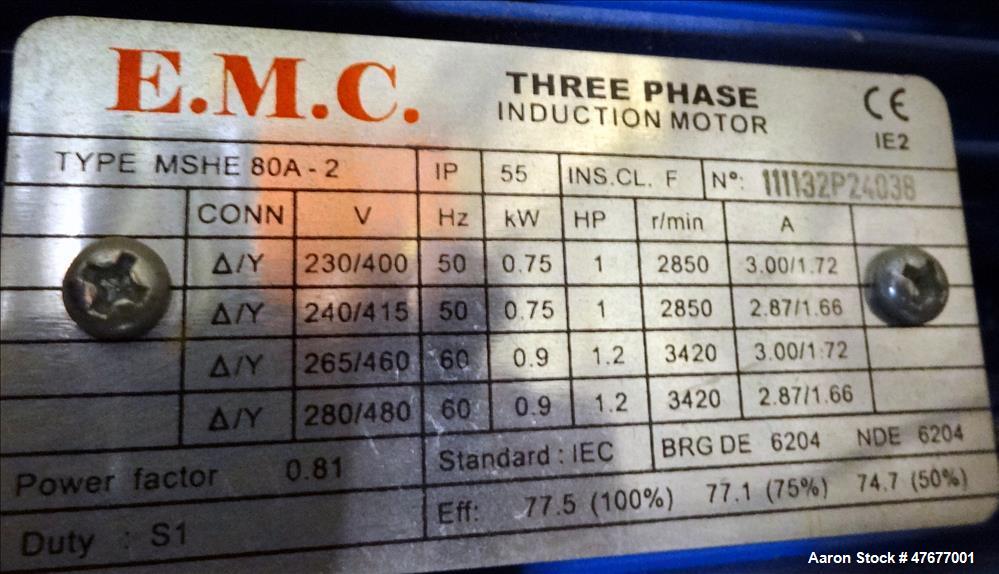 E.M.C. THREE PHASE
INDUCTION MOTOR
CE
IE2
TYPE MSHE 80A - 2 IP 55 INS.CL. F Nº: 111132P24038
CONN V Hz kW HP r/min A
Δ/Y 230/400 50 0.75 1 2850 3.00/1.72
Δ/Y 240/415 50 0.75 1 2850 2.87/1.66
Δ/Y 265/460 60 0.9 1.2 3420 3.00/1.72
Δ/Y 280/480 60 0.9 1.2 3420 2.87/1.66
Power factor 0.81 Standard : IEC BRG DE 6204 NDE 6204
Duty : S1 Eff: 77.5 (100%) 77.1 (75%) 74.7 (50%)
Aaron Stock # 47677001